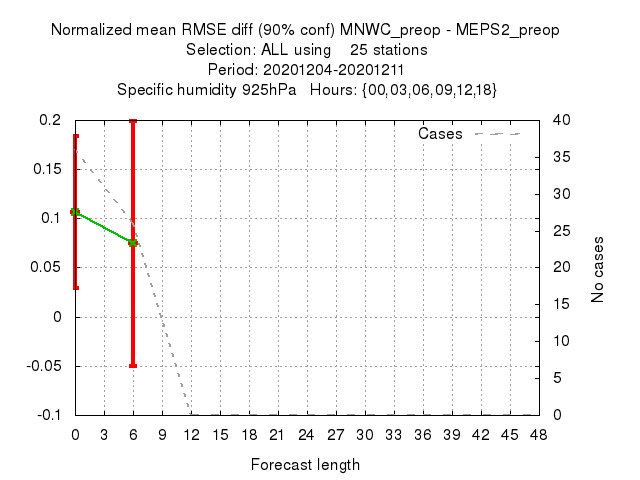 Normalized mean RMSE diff (90% conf) MNWC_preop - MEPS2_preop
Selection: ALL using 25 stations
Period: 20201204-20201211
Specific humidity 925hPa Hours: {00,03,06,09,12,18}
Cases
0.2
0.15
0.1
0.05
0
-0.05
-0.1
40
35
30
25
20
15
10
5
0
No cases
0 3 6 9 12 15 18 21 24 27 30 33 36 39 42 45 48
Forecast length